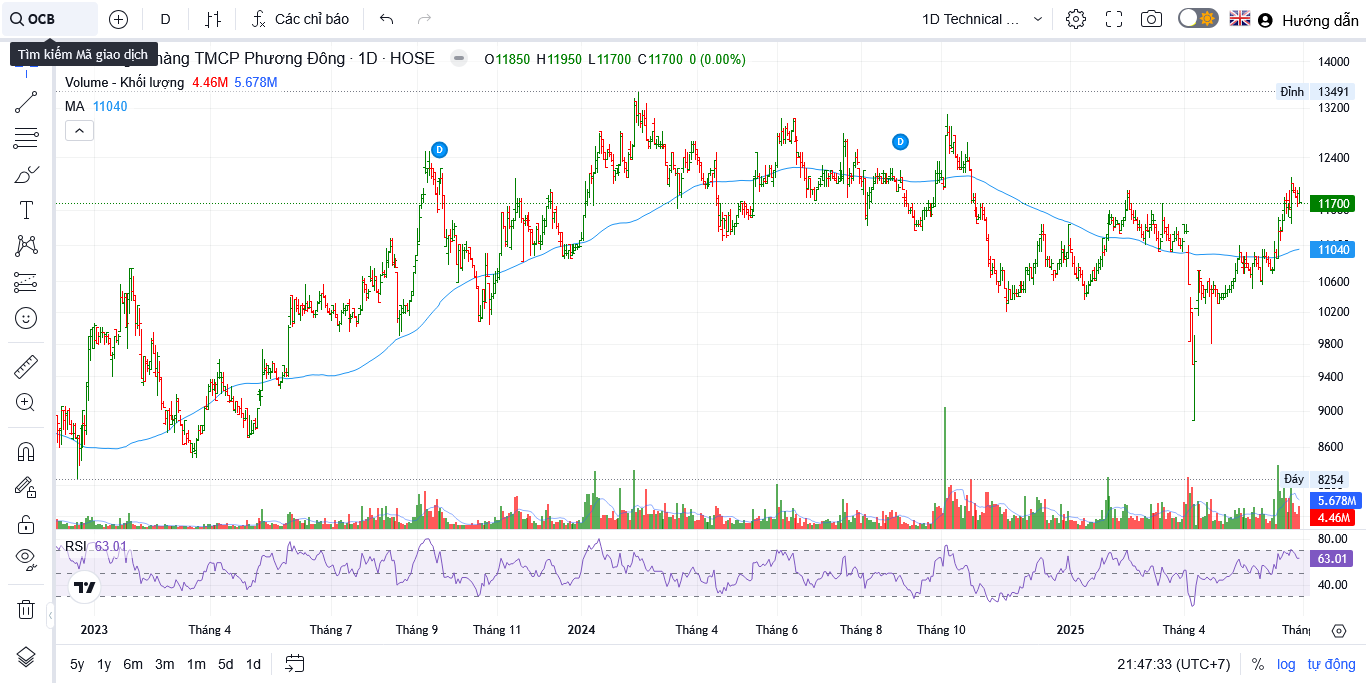 OCB
D
Các chỉ báo
1D Technical ...
Hướng dẫn
Tìm kiếm Mã giao dịch
hàng TMCP Phương Đông · 1D · HOSE
O11850 H11950 L11700 C11700 0 (0.00%)
Volume - Khối lượng 4.46M 5.678M
MA 11040
D
D
14000
Đỉnh 13491
13200
12400
11700
11040
10600
10200
9800
9400
9000
8600
Đáy 8254
5.678M
4.46M
RSI 63.01
80.00
63.01
40.00
2023 Tháng 4 Tháng 7 Tháng 9 Tháng 11 2024 Tháng 4 Tháng 6 Tháng 8 Tháng 10 2025 Tháng 4
5y 1y 6m 3m 1m 5d 1d
21:47:33 (UTC+7) % log tự động